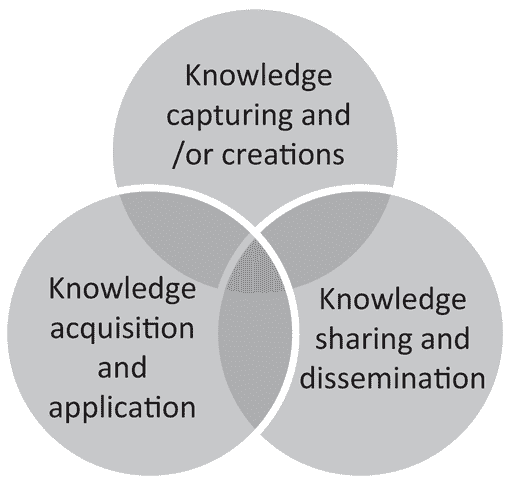 Knowledge
capturing and
/or creations
Knowledge
acquisition
and
application
Knowledge
sharing and
dissemination